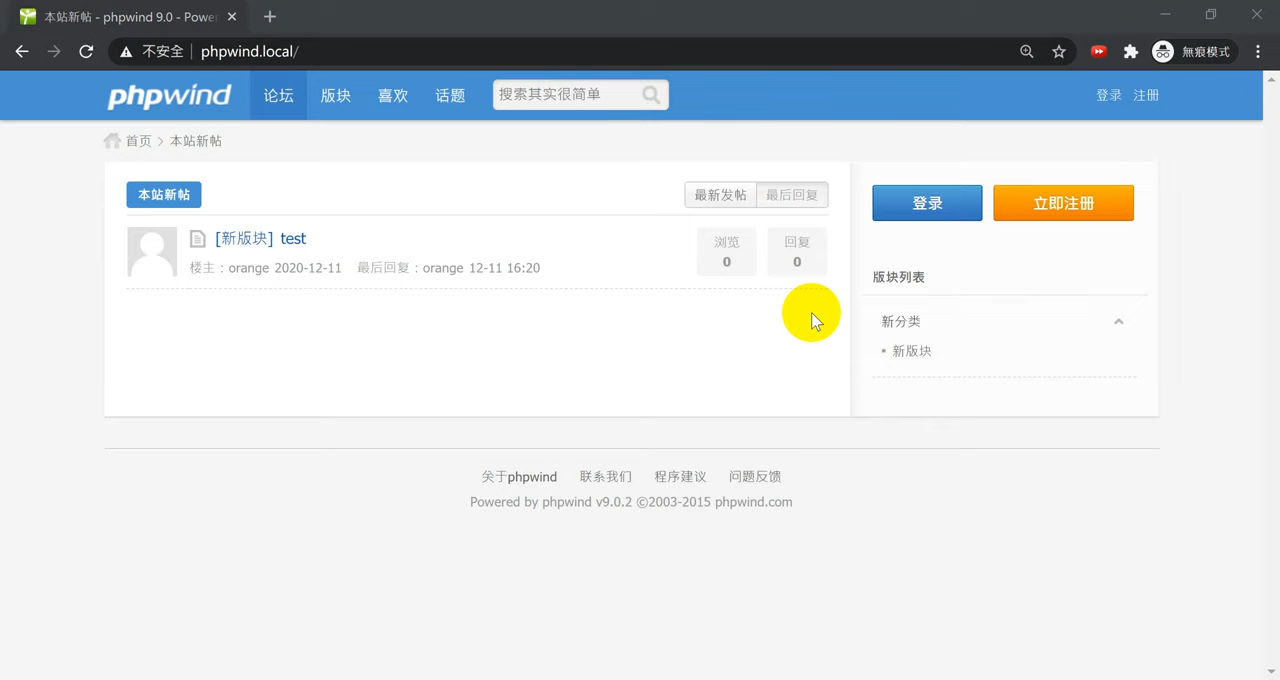 本站新帖 - phpwind 9.0 - Power
不安全 phpwind.local/ 無痕模式
phpwind 论坛 版块 喜欢 话题 搜索其实很简单 登录 注册
首页 > 本站新帖
本站新帖 最新发帖 最后回复
[新版块] test
楼主：orange 2020-12-11 最后回复：orange 12-11 16:20
浏览 0
回复 0
登录 立即注册
版块列表
新分类
新版块
关于phpwind 联系我们 程序建议 问题反馈
Powered by phpwind v9.0.2 ©2003-2015 phpwind.com